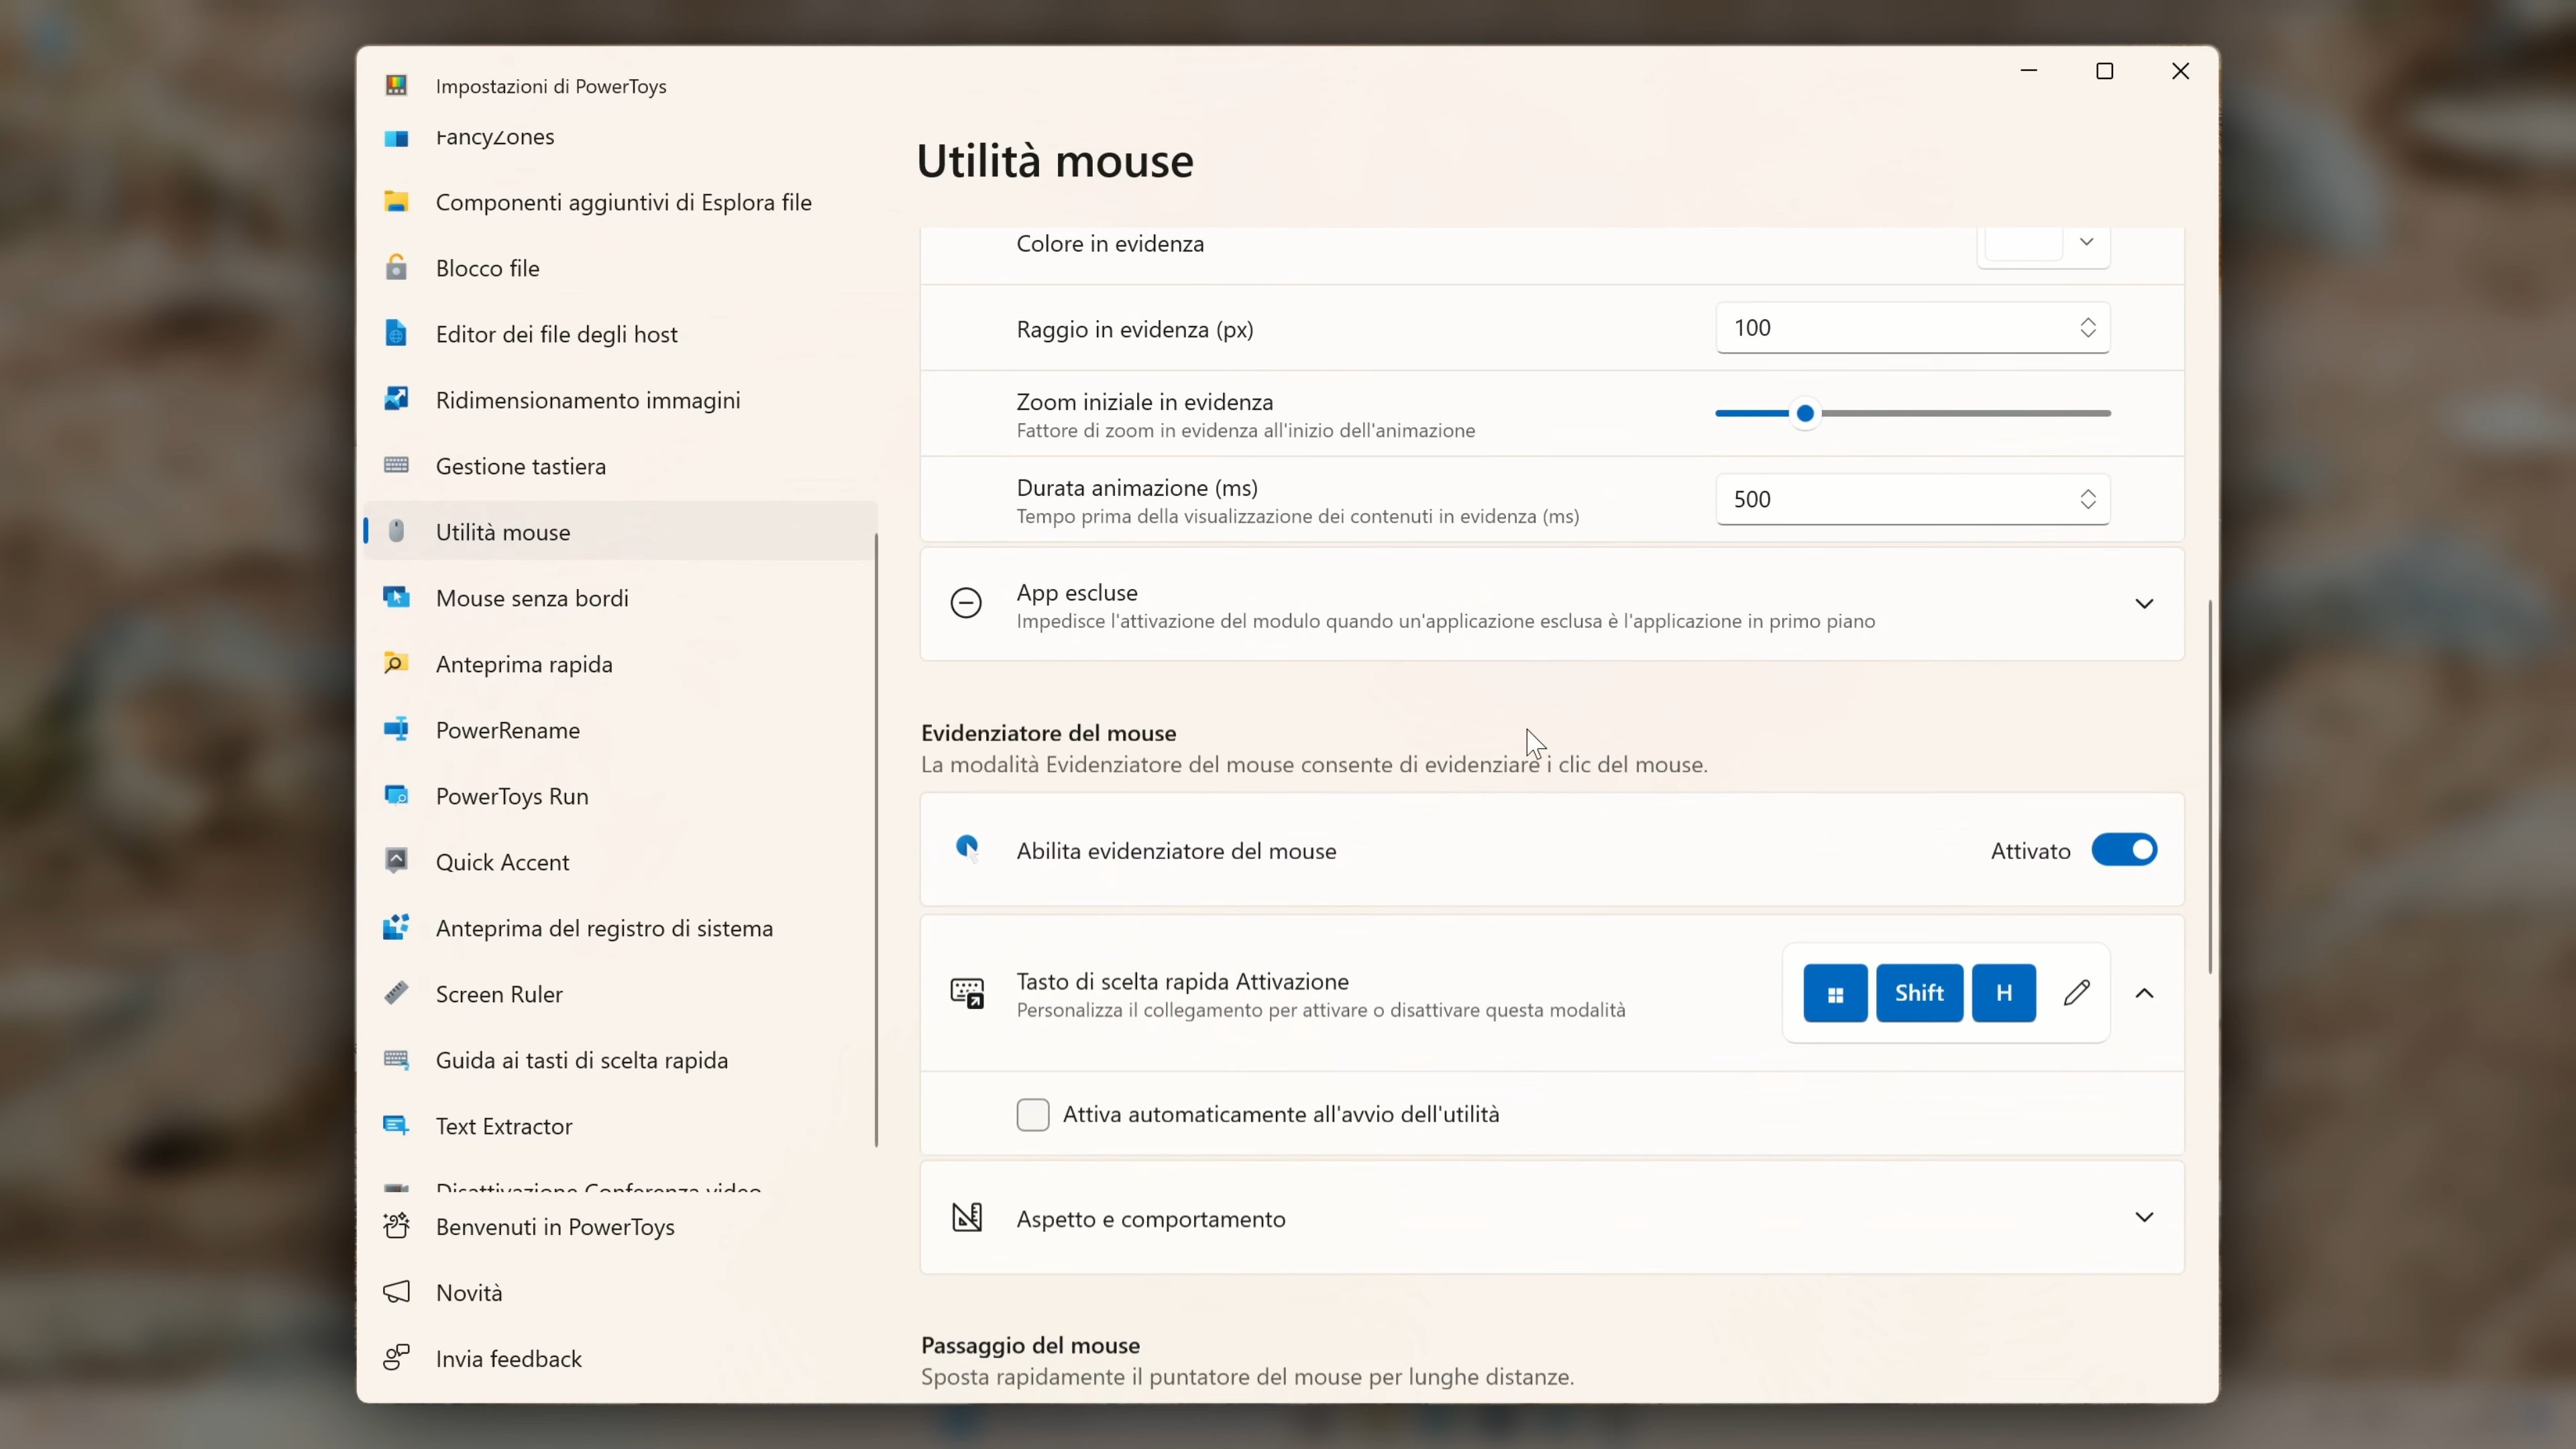 Impostazioni di PowerToys
FancyZones
Componenti aggiuntivi di Esplora file
Blocco file
Editor dei file degli host
Ridimensionamento immagini
Gestione tastiera
Utilità mouse
Mouse senza bordi
Anteprima rapida
PowerRename
PowerToys Run
Quick Accent
Anteprima del registro di sistema
Screen Ruler
Guida ai tasti di scelta rapida
Text Extractor
Disattivazione Conferenza video
Benvenuti in PowerToys
Novità
Invia feedback
Utilità mouse
Colore in evidenza
Raggio in evidenza (px)
100
Zoom iniziale in evidenza
Fattore di zoom in evidenza all'inizio dell'animazione
Durata animazione (ms)
Tempo prima della visualizzazione dei contenuti in evidenza (ms)
500
App escluse
Impedisce l'attivazione del modulo quando un'applicazione esclusa è l'applicazione in primo piano
Evidenziatore del mouse
La modalità Evidenziatore del mouse consente di evidenziare i clic del mouse.
Abilita evidenziatore del mouse
Attivato
Tasto di scelta rapida Attivazione
Personalizza il collegamento per attivare o disattivare questa modalità
Shift
H
Attiva automaticamente all'avvio dell'utilità
Aspetto e comportamento
Passaggio del mouse
Sposta rapidamente il puntatore del mouse per lunghe distanze.